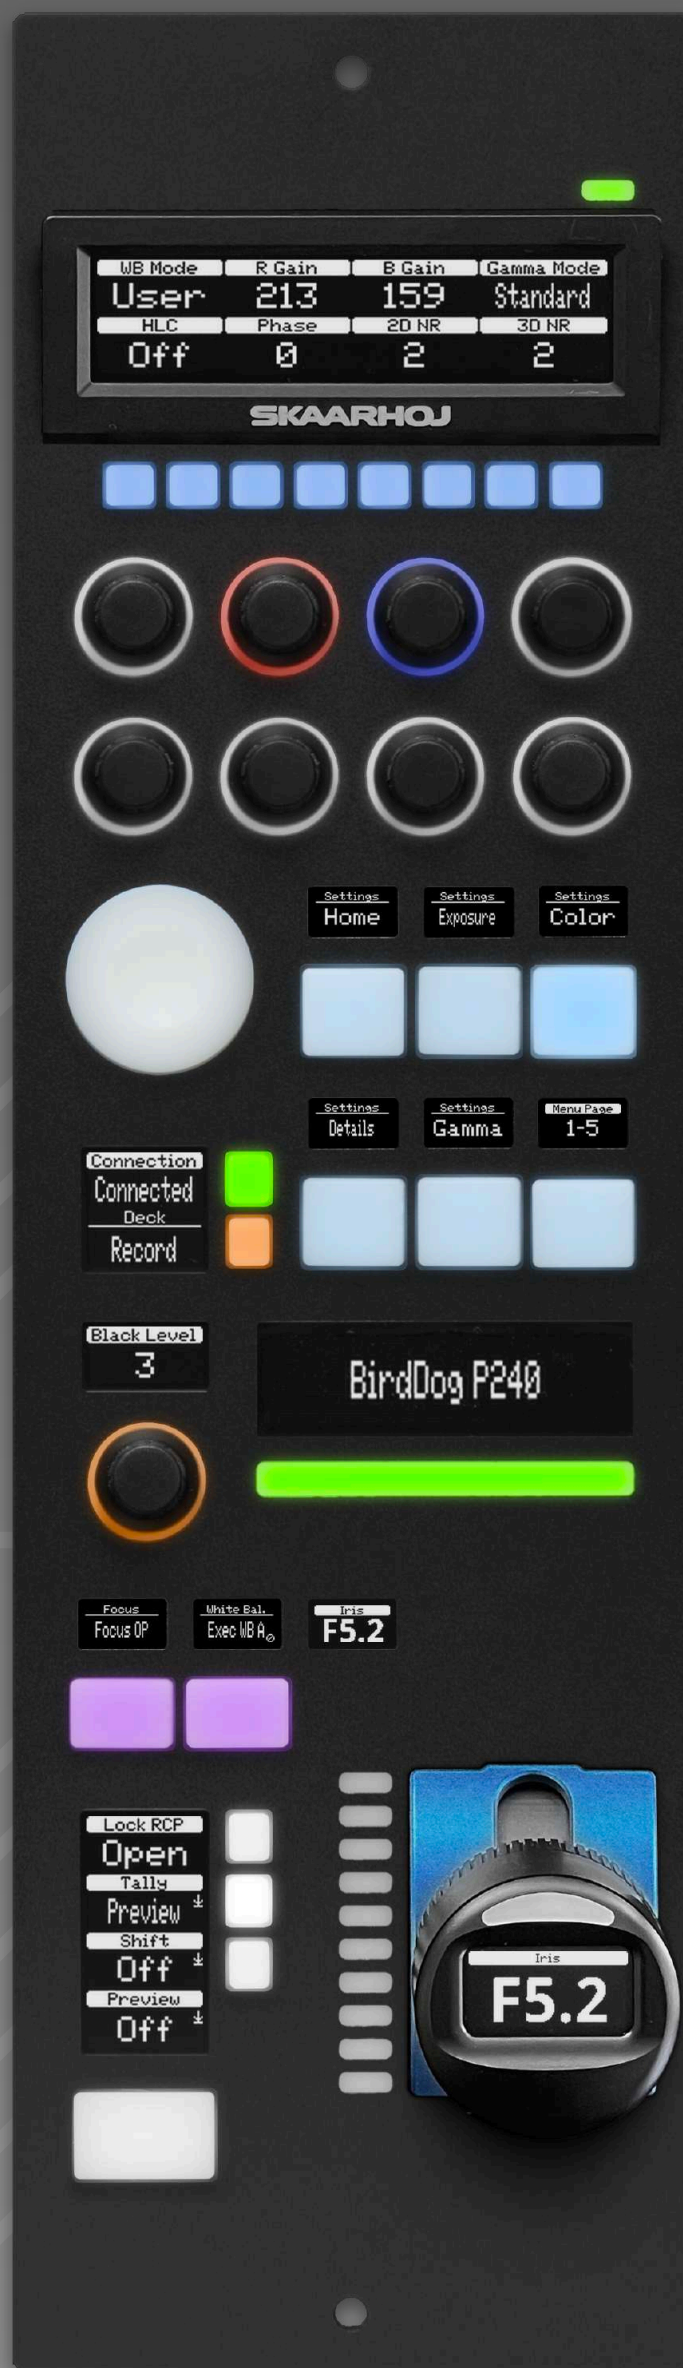 WB Mode R Gain B Gain Gamma Mode
User 213 159 Standard
HLC Phase 2D NR 3D NR
Off 0 2 2
SKAARHOJ
Settings Settings Settings
Home Exposure Color
Settings Settings Menu Page
Details Gamma 1-5
Connection
Connected
Deck
Record
Black Level
3
BirdDog P240
Focus White Bal. Iris
Focus OP Exec WB A F5.2
Lock RCP
Open
Tally
Preview
Shift
Off
Preview
Off
Iris
F5.2